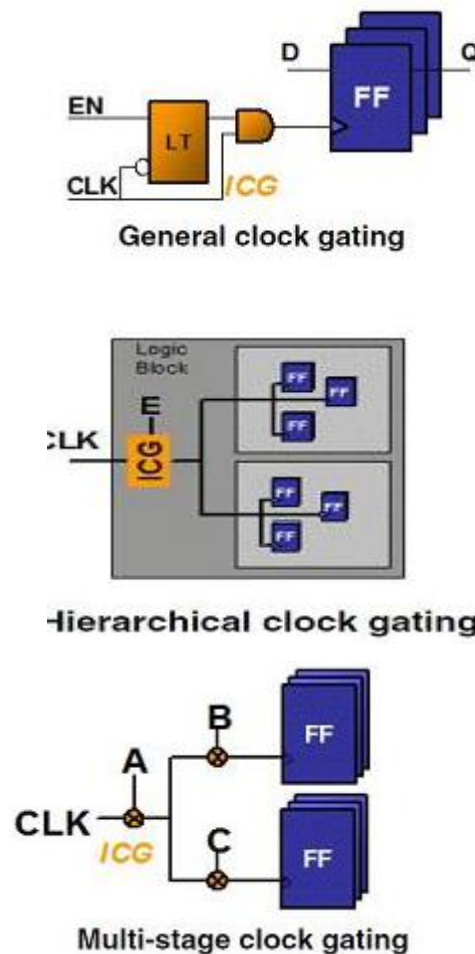 D
Q
FF
EN
LT
CLK
ICG
General clock gating
Logic
Block
E
CLK
ICG
FF
FF
FF
FF
FF
FF
Hierarchical clock gating
B
FF
A
CLK
ICG
C
FF
Multi-stage clock gating